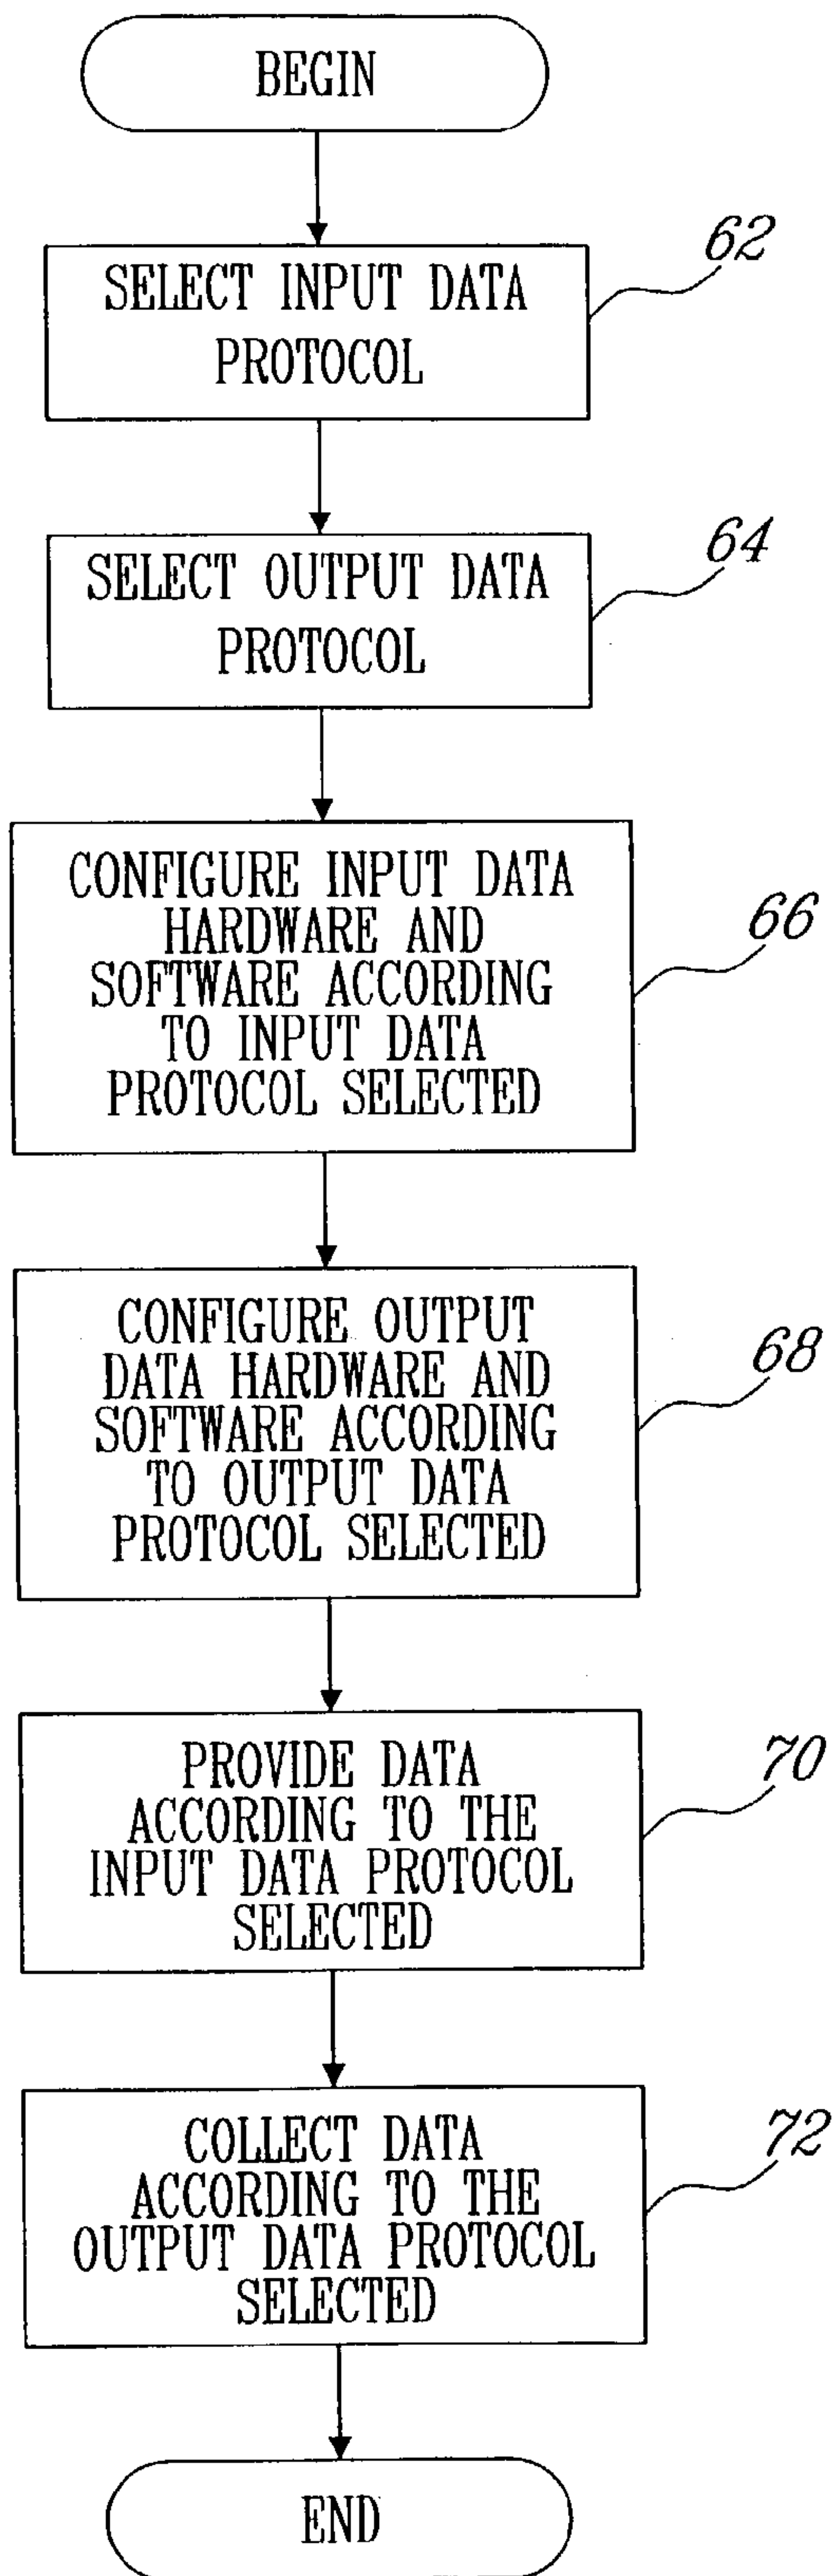 BEGIN
62
SELECT INPUT DATA
PROTOCOL
64
SELECT OUTPUT DATA
PROTOCOL
66
CONFIGURE INPUT DATA
HARDWARE AND
SOFTWARE ACCORDING
TO INPUT DATA
PROTOCOL SELECTED
68
CONFIGURE OUTPUT
DATA HARDWARE AND
SOFTWARE ACCORDING
TO OUTPUT DATA
PROTOCOL SELECTED
70
PROVIDE DATA
ACCORDING TO THE
INPUT DATA PROTOCOL
SELECTED
72
COLLECT DATA
ACCORDING TO THE
OUTPUT DATA PROTOCOL
SELECTED
END